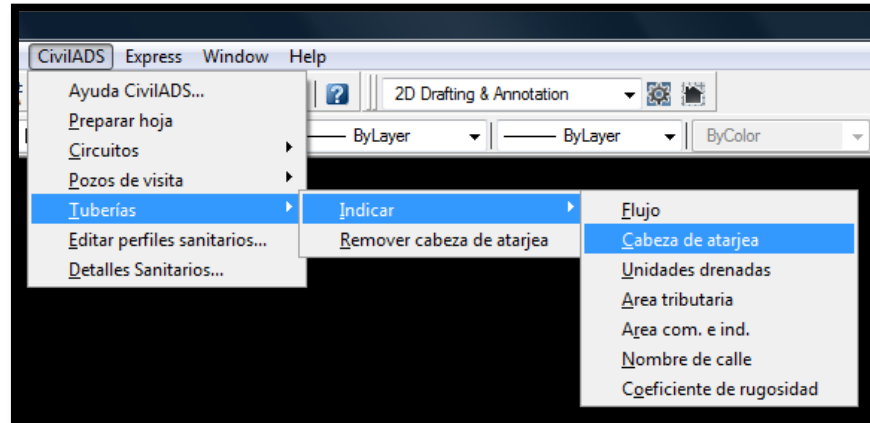 CivilADS Express Window Help
Ayuda CivilADS...
2D Drafting & Annotation
Preparar hoja
Circuitos
ByLayer
ByLayer
ByColor
Pozos de visita
Tuberías
Editar perfiles sanitarios...
Detalles Sanitarios...
Indicar
Remover cabeza de atarjea
Flujo
Cabeza de atarjea
Unidades drenadas
Area tributaria
Area com. e ind.
Nombre de calle
Coeficiente de rugosidad